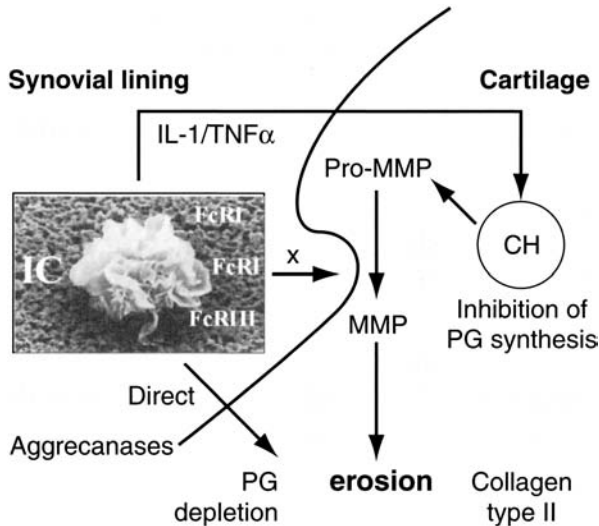 Synovial lining
Cartilage
IL-1/TNFα
Pro-MMP
FcRI
IC
FcRI
x
CH
FcRIII
MMP
Inhibition of
PG synthesis
Direct
Aggrecanases
PG
depletion
erosion
Collagen
type II